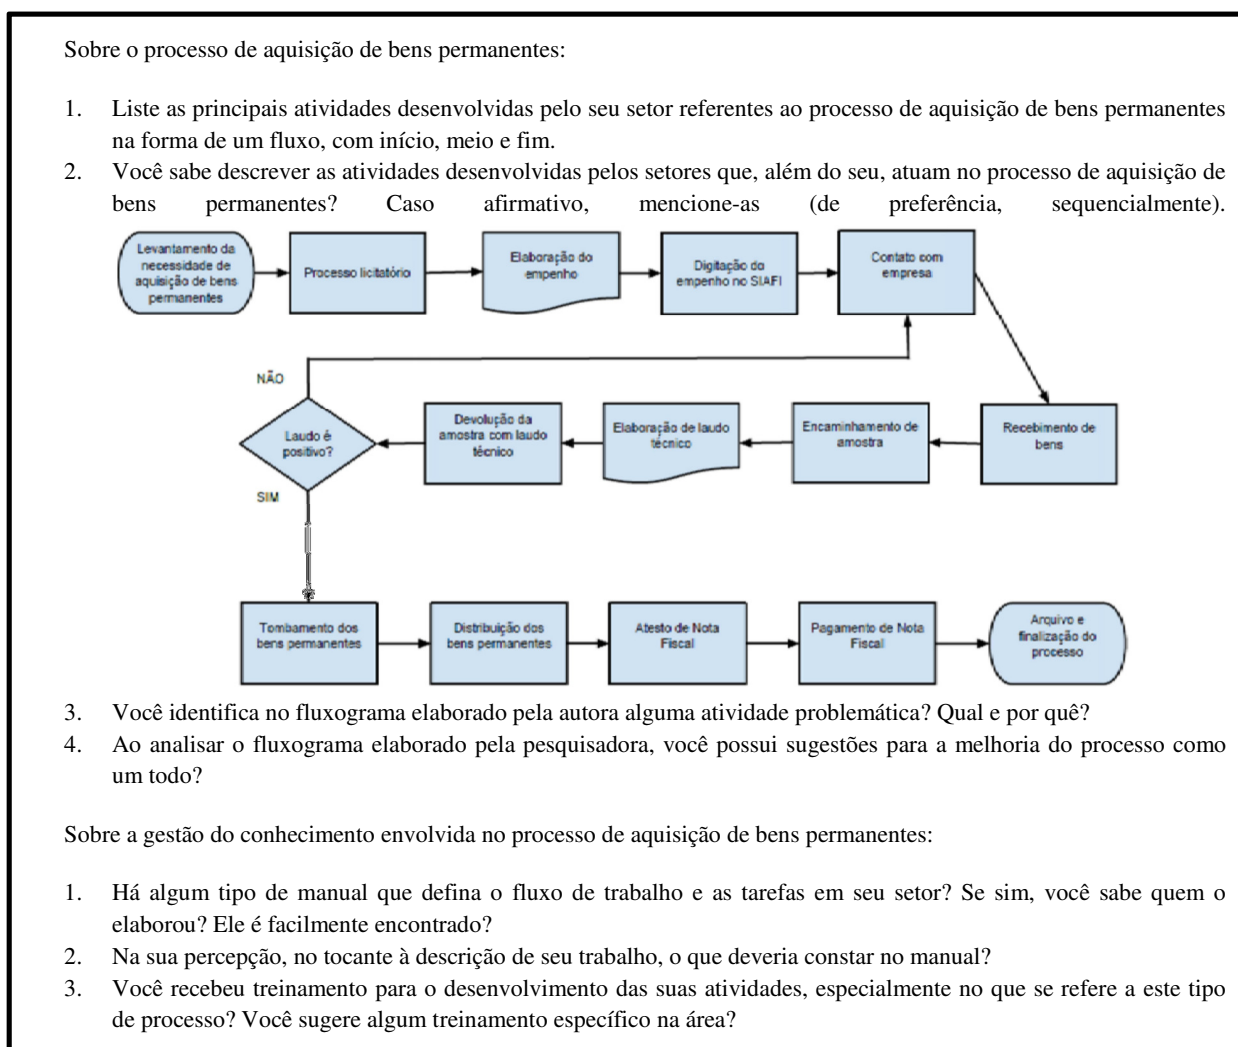 Sobre o processo de aquisição de bens permanentes:
1. Liste as principais atividades desenvolvidas pelo seu setor referentes ao processo de aquisição de bens permanentes
na forma de um fluxo, com início, meio e fim.
2. Você sabe descrever as atividades desenvolvidas pelos setores que, além do seu, atuam no processo de aquisição de
bens permanentes? Caso afirmativo, mencione-as (de preferência, sequencialmente).
Levantamento da
necessidade de
aquisição de bens
permanentes
Processo licitatório
Elaboração do
empenho
Digitação do
empenho no SIAFI
Contato com
empresa
NÃO
Laudo é
positivo?
SIM
Devolução da
amostra com laudo
técnico
Elaboração de laudo
técnico
Encaminhamento de
amostra
Recebimento de
bens
Tombamento dos
bens permanentes
Distribuição dos
bens permanentes
Atesto de Nota
Fiscal
Pagamento de Nota
Fiscal
Arquivo e
finalização do
processo
3. Você identifica no fluxograma elaborado pela autora alguma atividade problemática? Qual e por quê?
4. Ao analisar o fluxograma elaborado pela pesquisadora, você possui sugestões para a melhoria do processo como
um todo?
Sobre a gestão do conhecimento envolvida no processo de aquisição de bens permanentes:
1. Há algum tipo de manual que defina o fluxo de trabalho e as tarefas em seu setor? Se sim, você sabe quem o
elaborou? Ele é facilmente encontrado?
2. Na sua percepção, no tocante à descrição de seu trabalho, o que deveria constar no manual?
3. Você recebeu treinamento para o desenvolvimento das suas atividades, especialmente no que se refere a este tipo
de processo? Você sugere algum treinamento específico na área?